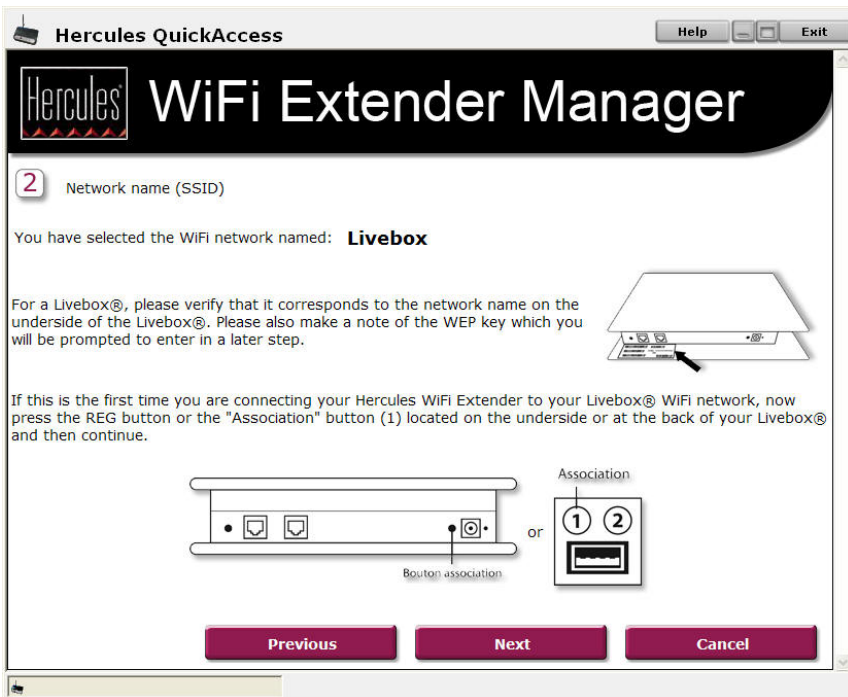 Hercules QuickAccess
Help
Exit
Hercules
WiFi Extender Manager
2
Network name (SSID)
You have selected the WiFi network named: Livebox
For a Livebox®, please verify that it corresponds to the network name on the
underside of the Livebox®. Please also make a note of the WEP key which you
will be prompted to enter in a later step.
If this is the first time you are connecting your Hercules WiFi Extender to your Livebox® WiFi network, now
press the REG button or the "Association" button (1) located on the underside or at the back of your Livebox®
and then continue.
Association
1 2
or
Bouton association
Previous
Next
Cancel